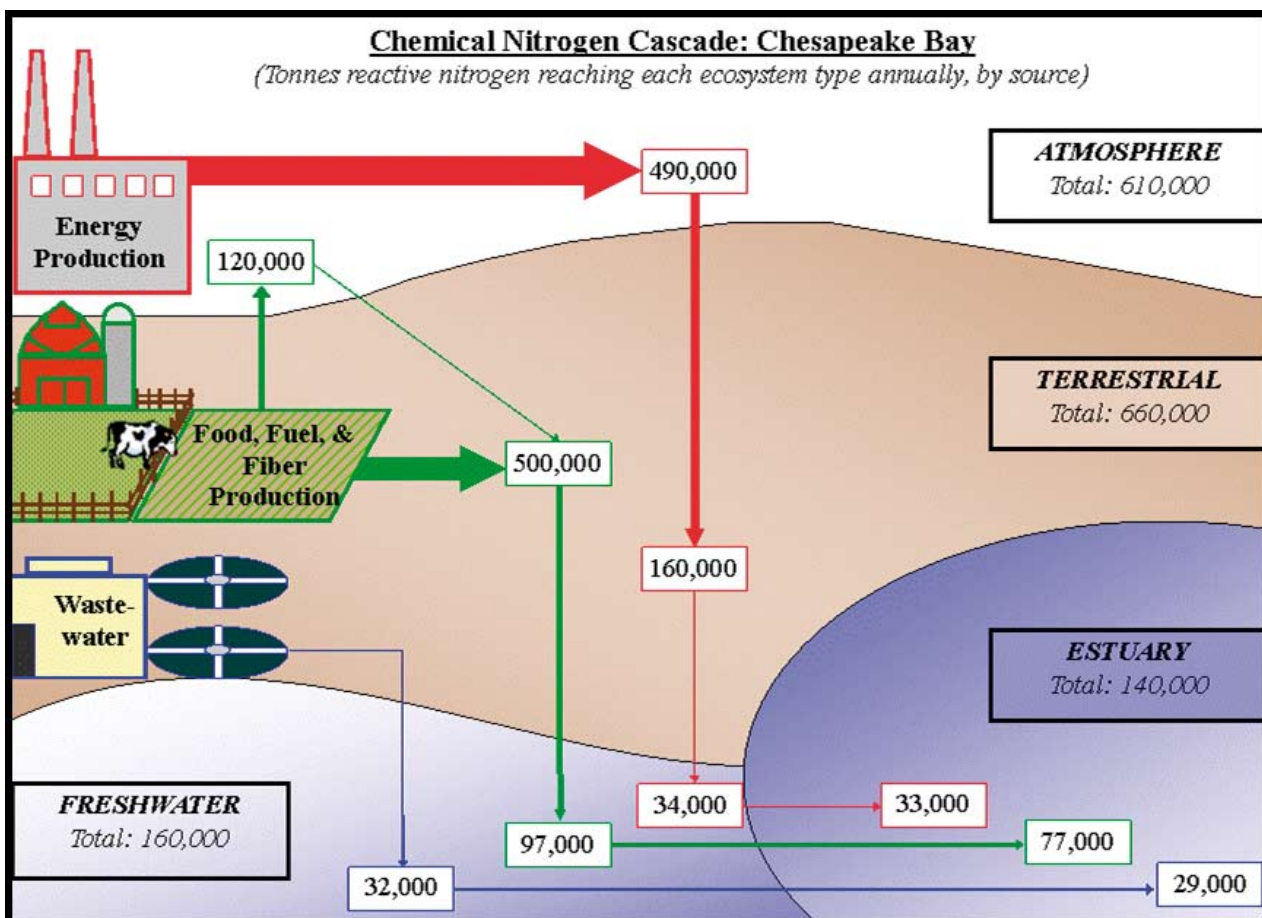 Chemical Nitrogen Cascade: Chesapeake Bay
(Tonnes reactive nitrogen reaching each ecosystem type annually, by source)
ATMOSPHERE
Total: 610,000
490,000
Energy
Production
120,000
TERRESTRIAL
Total: 660,000
Food, Fuel, &
Fiber
Production
500,000
160,000
Waste-
water
ESTUARY
Total: 140,000
FRESHWATER
Total: 160,000
34,000
33,000
97,000
77,000
32,000
29,000